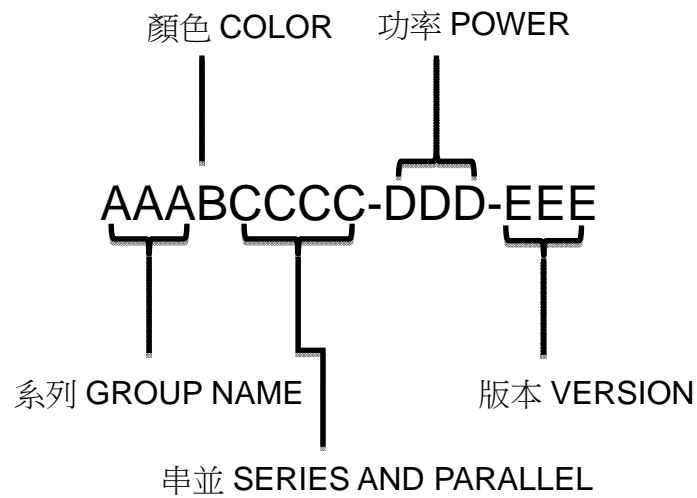 顏色 COLOR 功率 POWER
AAABCCCC-DDD-EEE
系列 GROUP NAME 版本 VERSION
串並 SERIES AND PARALLEL